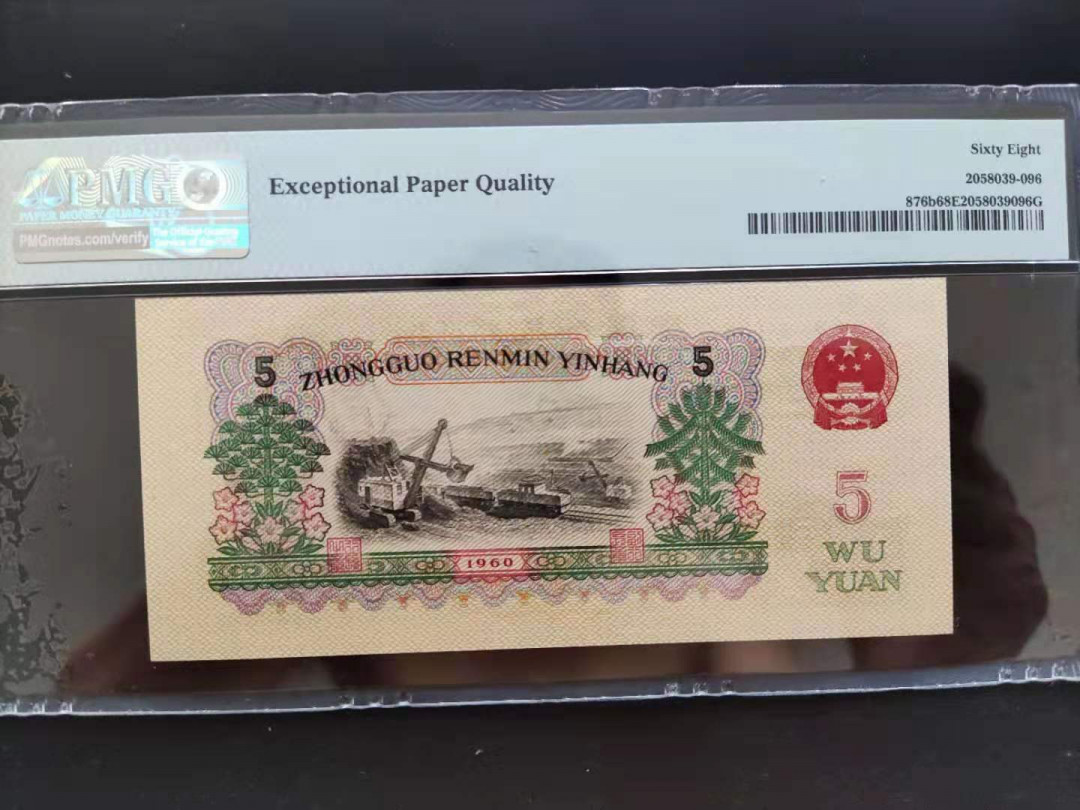 Sixty Eight
PMG
PAPER MONEY GUARANTY
PMGnotes.com/verify
Exceptional Paper Quality
2058039-096
876b68E2058039096G
5 ZHONGGUO RENMIN YINHANG 5
5
WU
YUAN
1960